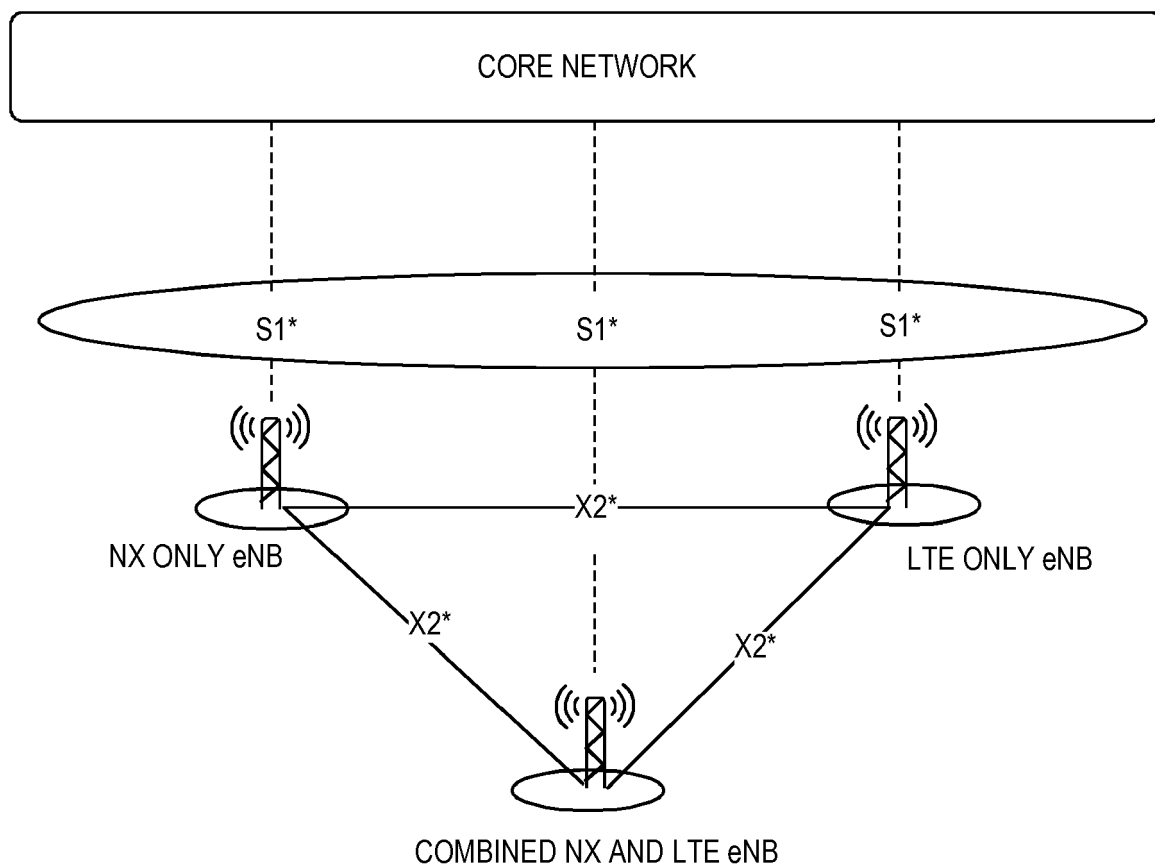 CORE NETWORK
S1*
S1*
S1*
X2*
NX ONLY eNB
LTE ONLY eNB
X2*
X2*
COMBINED NX AND LTE eNB